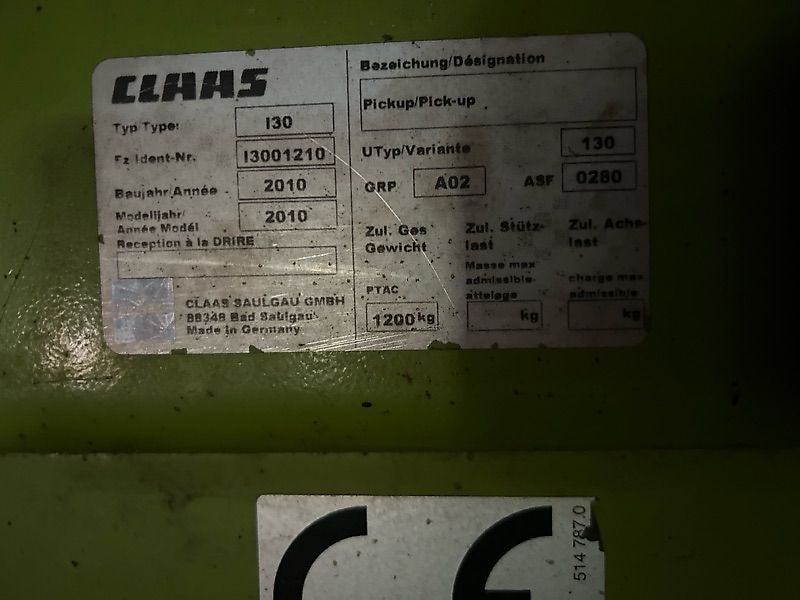 CLAAS
Typ Type: I30
Fz Ident-Nr. I3001210
Baujahr/Année 2010
Modelljahr/
Année Modél 2010
Reception à la DRIRE
CLAAS SAULGAU GMBH
88348 Bad Saulgau
Made in Germany
Bezeichung/Désignation
Pickup/Pick-up
UTyp/Variante 130
GRP A02 ASF 0280
Zul. Ges
Gewicht
PTAC
1200 kg
Zul. Stütz-
last
Masse max
admissible
atteloge
kg
Zul. Achs-
last
charge max
admissible
kg
CE
514 787.0